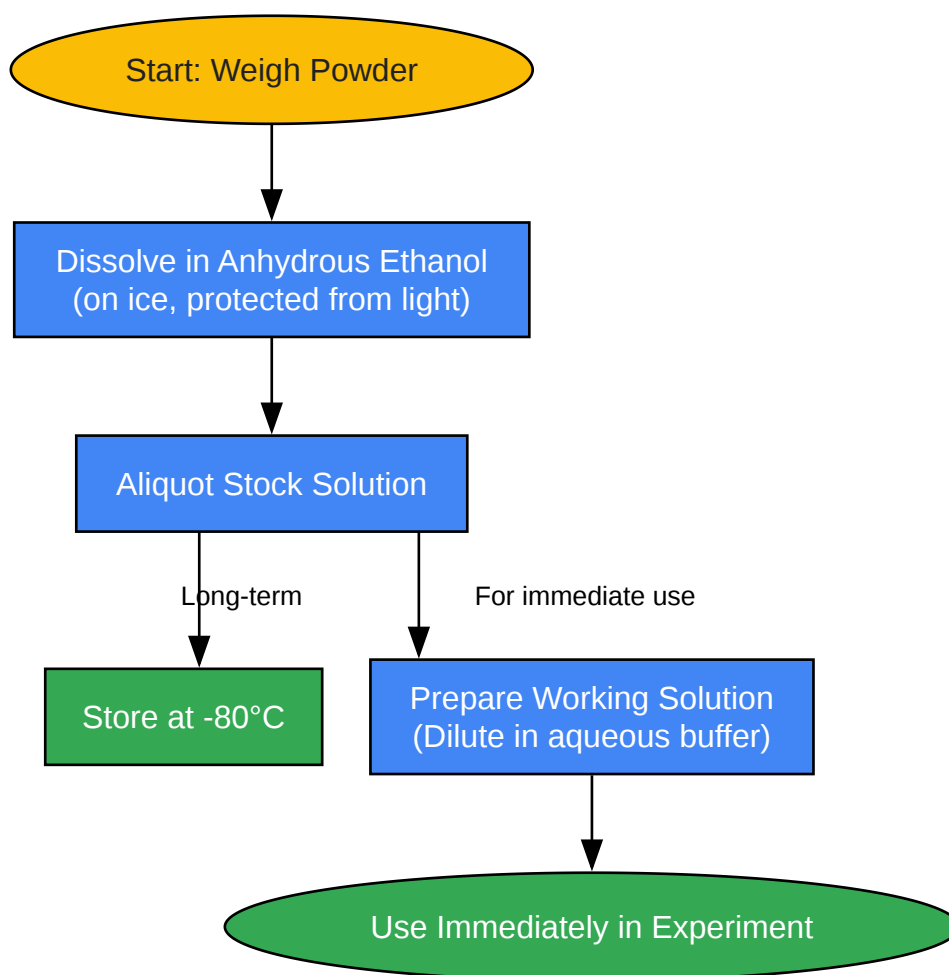 Start: Weigh Powder
Dissolve in Anhydrous Ethanol
(on ice, protected from light)
Aliquot Stock Solution
Long-term
For immediate use
Store at -80°C
Prepare Working Solution
(Dilute in aqueous buffer)
Use Immediately in Experiment